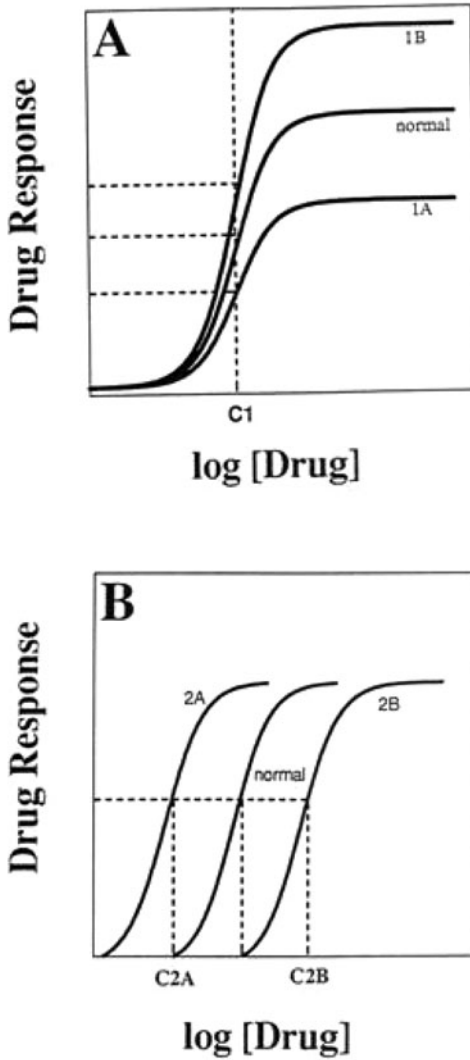 A
1B
normal
1A
Drug Response
C1
log [Drug]
B
2A
2B
normal
Drug Response
C2A
C2B
log [Drug]